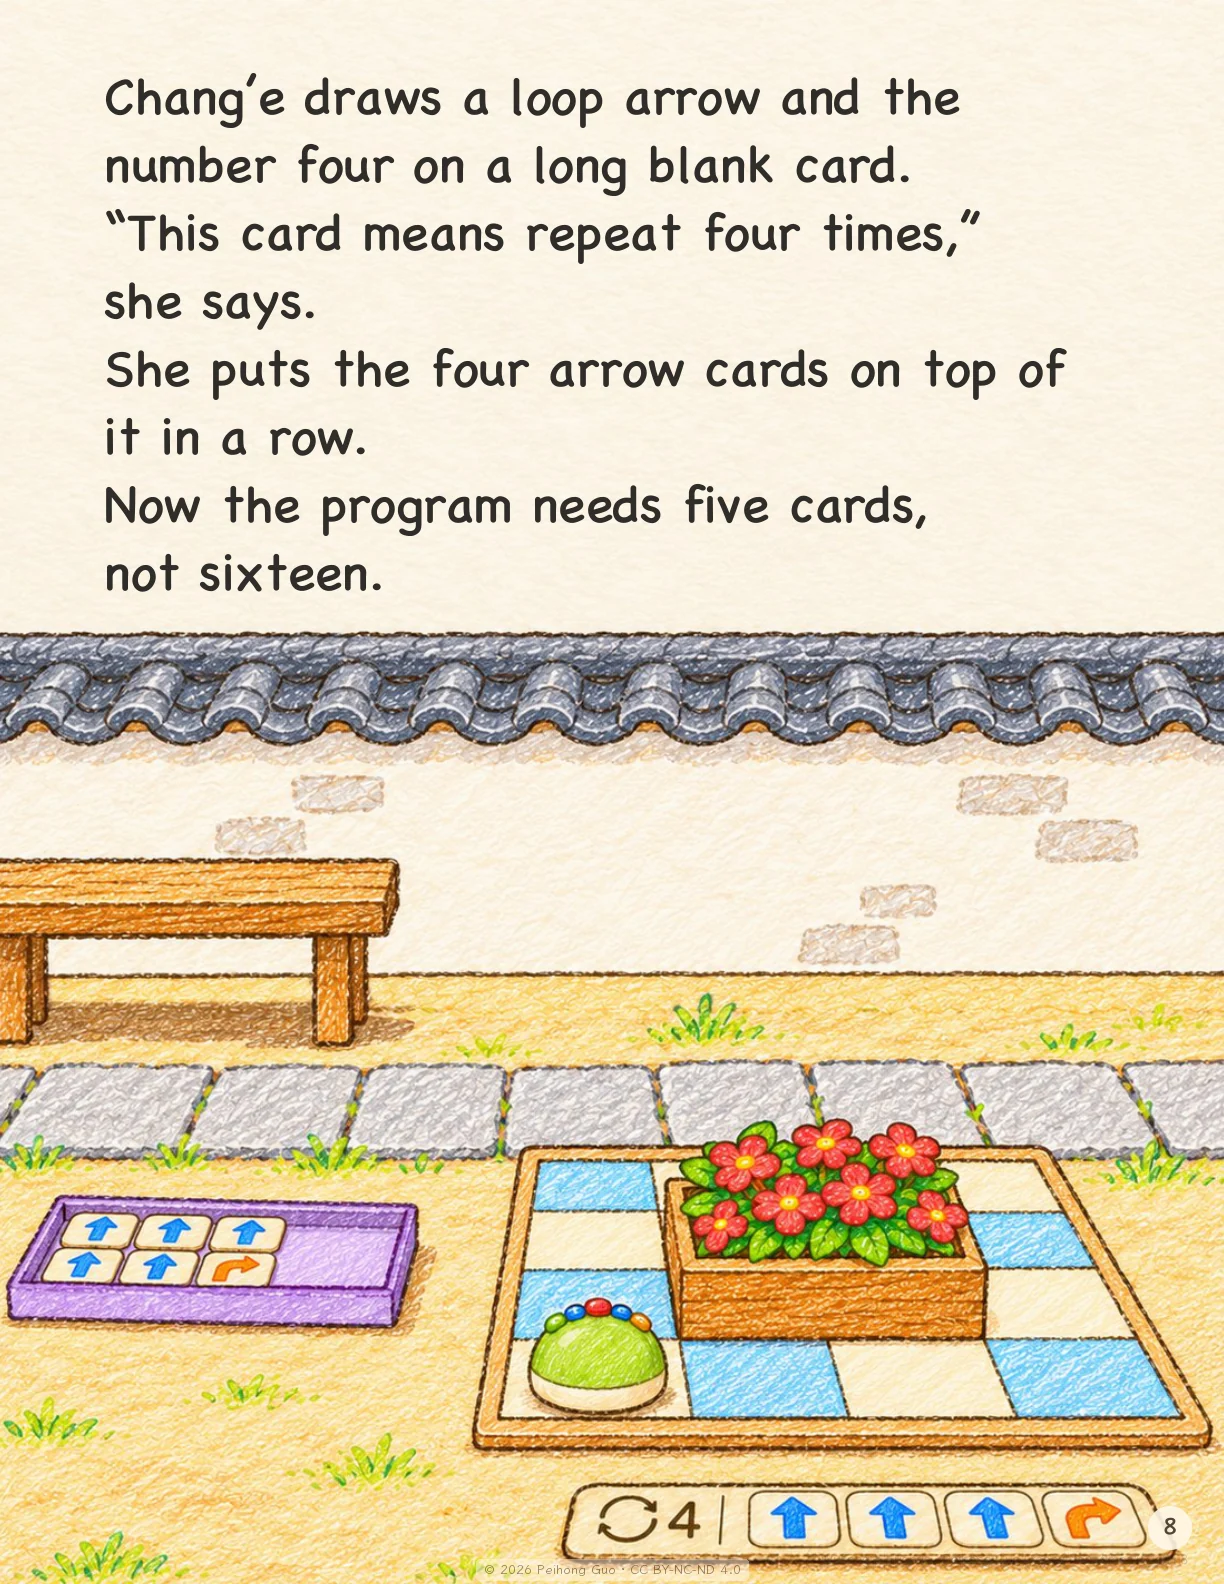 Chang’e draws a loop arrow and the
number four on a long blank card.
“This card means repeat four times,”
she says.
She puts the four arrow cards on top of
it in a row.
Now the program needs five cards,
not sixteen.
4
8
© 2026 Peihong Guo • CC BY-NC-ND 4.0